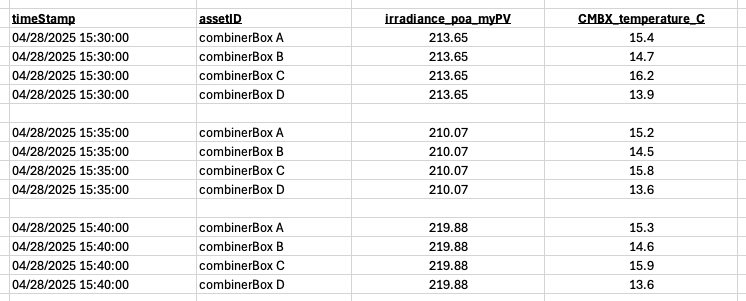 timeStamp assetID irradiance_poa_myPV CMBX_temperature_C
04/28/2025 15:30:00 combinerBox A 213.65 15.4
04/28/2025 15:30:00 combinerBox B 213.65 14.7
04/28/2025 15:30:00 combinerBox C 213.65 16.2
04/28/2025 15:30:00 combinerBox D 213.65 13.9
04/28/2025 15:35:00 combinerBox A 210.07 15.2
04/28/2025 15:35:00 combinerBox B 210.07 14.5
04/28/2025 15:35:00 combinerBox C 210.07 15.8
04/28/2025 15:35:00 combinerBox D 210.07 13.6
04/28/2025 15:40:00 combinerBox A 219.88 15.3
04/28/2025 15:40:00 combinerBox B 219.88 14.6
04/28/2025 15:40:00 combinerBox C 219.88 15.9
04/28/2025 15:40:00 combinerBox D 219.88 13.6